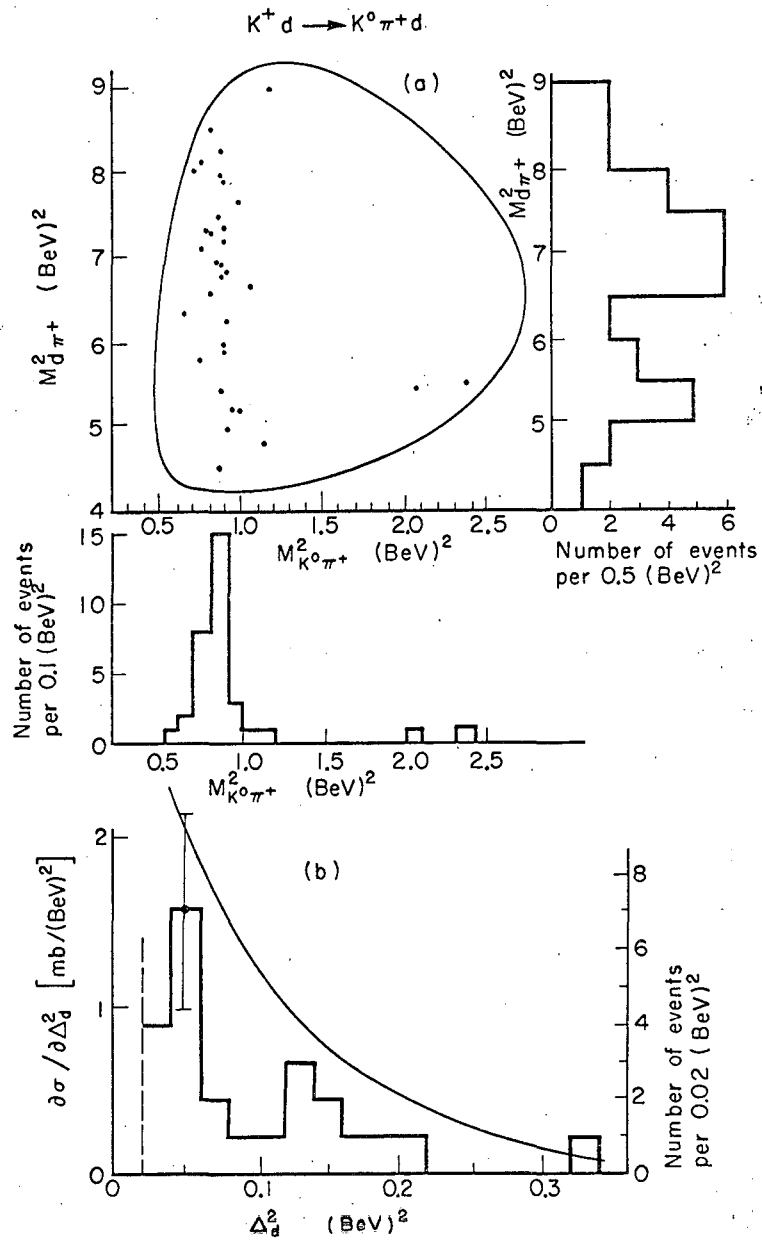 K⁺ d → K⁰ π⁺ d
(a)
M²dπ⁺ (BeV)²
9
8
7
6
5
4
0.5 1.0 1.5 2.0 2.5
M²K⁰π⁺ (BeV)²
M²dπ⁺ (BeV)²
9
8
7
6
5
0 2 4 6
Number of events
per 0.5 (BeV)²
Number of events
per 0.1 (BeV)²
15
10
5
0
0.5 1.0 1.5 2.0 2.5
M²K⁰π⁺ (BeV)²
(b)
∂σ/∂Δ²d [mb/(BeV)²]
2
1
0
0 0.1 0.2 0.3
Δ²d (BeV)²
8
6
4
2
0
Number of events
per 0.02 (BeV)²